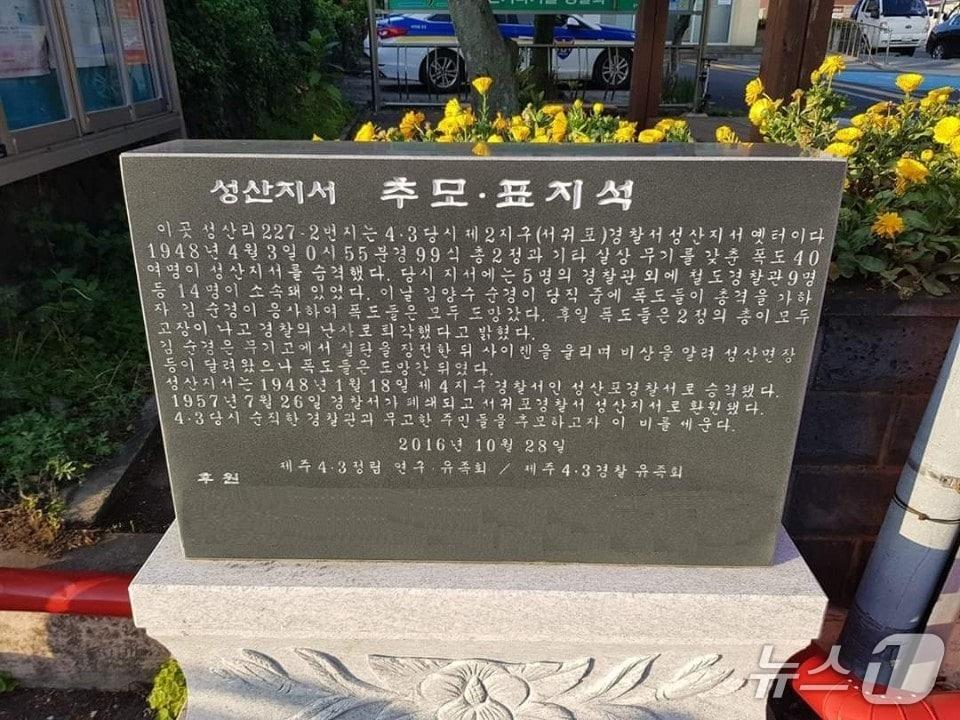 성산지서 추모·표지석
이곳 성산리 227-2번지는 4·3당시 제2지구(서귀포)경찰서 성산지서 옛터이다
1948년 4월 3일 0시 55분경 99식 총2정과 기타 살상 무기를 갖춘 폭도 40
여명이 성산지서를 습격했다. 당시 지서에는 5명의 경찰관 외에 철도경찰관 9명
등 14명이 소속돼 있었다. 이날 김양수 순경이 당직 중에 폭도들이 총격을 가하
자 김 순경이 응사하여 폭도들은 모두 도망갔다. 후일 폭도들은 2정의 총이 모두
고장이 나고 경찰의 난사로 퇴각했다고 밝혔다.
김 순경은 무기고에서 실탄을 장전한 뒤 사이렌을 울리며 비상을 알려 성산면장
등이 달려왔으나 폭도들은 도망간 뒤였다.
성산지서는 1948년 1월 18일 제4지구 경찰서인 성산포경찰서로 승격됐다.
1957년 7월 26일 경찰서가 폐쇄되고 서귀포경찰서 성산지서로 환원됐다.
4·3당시 순직한 경찰관과 무고한 주민들을 추모하고자 이 비를 세운다.
2016년 10월 28일
제주4·3정립 연구·유족회 / 제주4·3경찰 유족회
후원
뉴스1